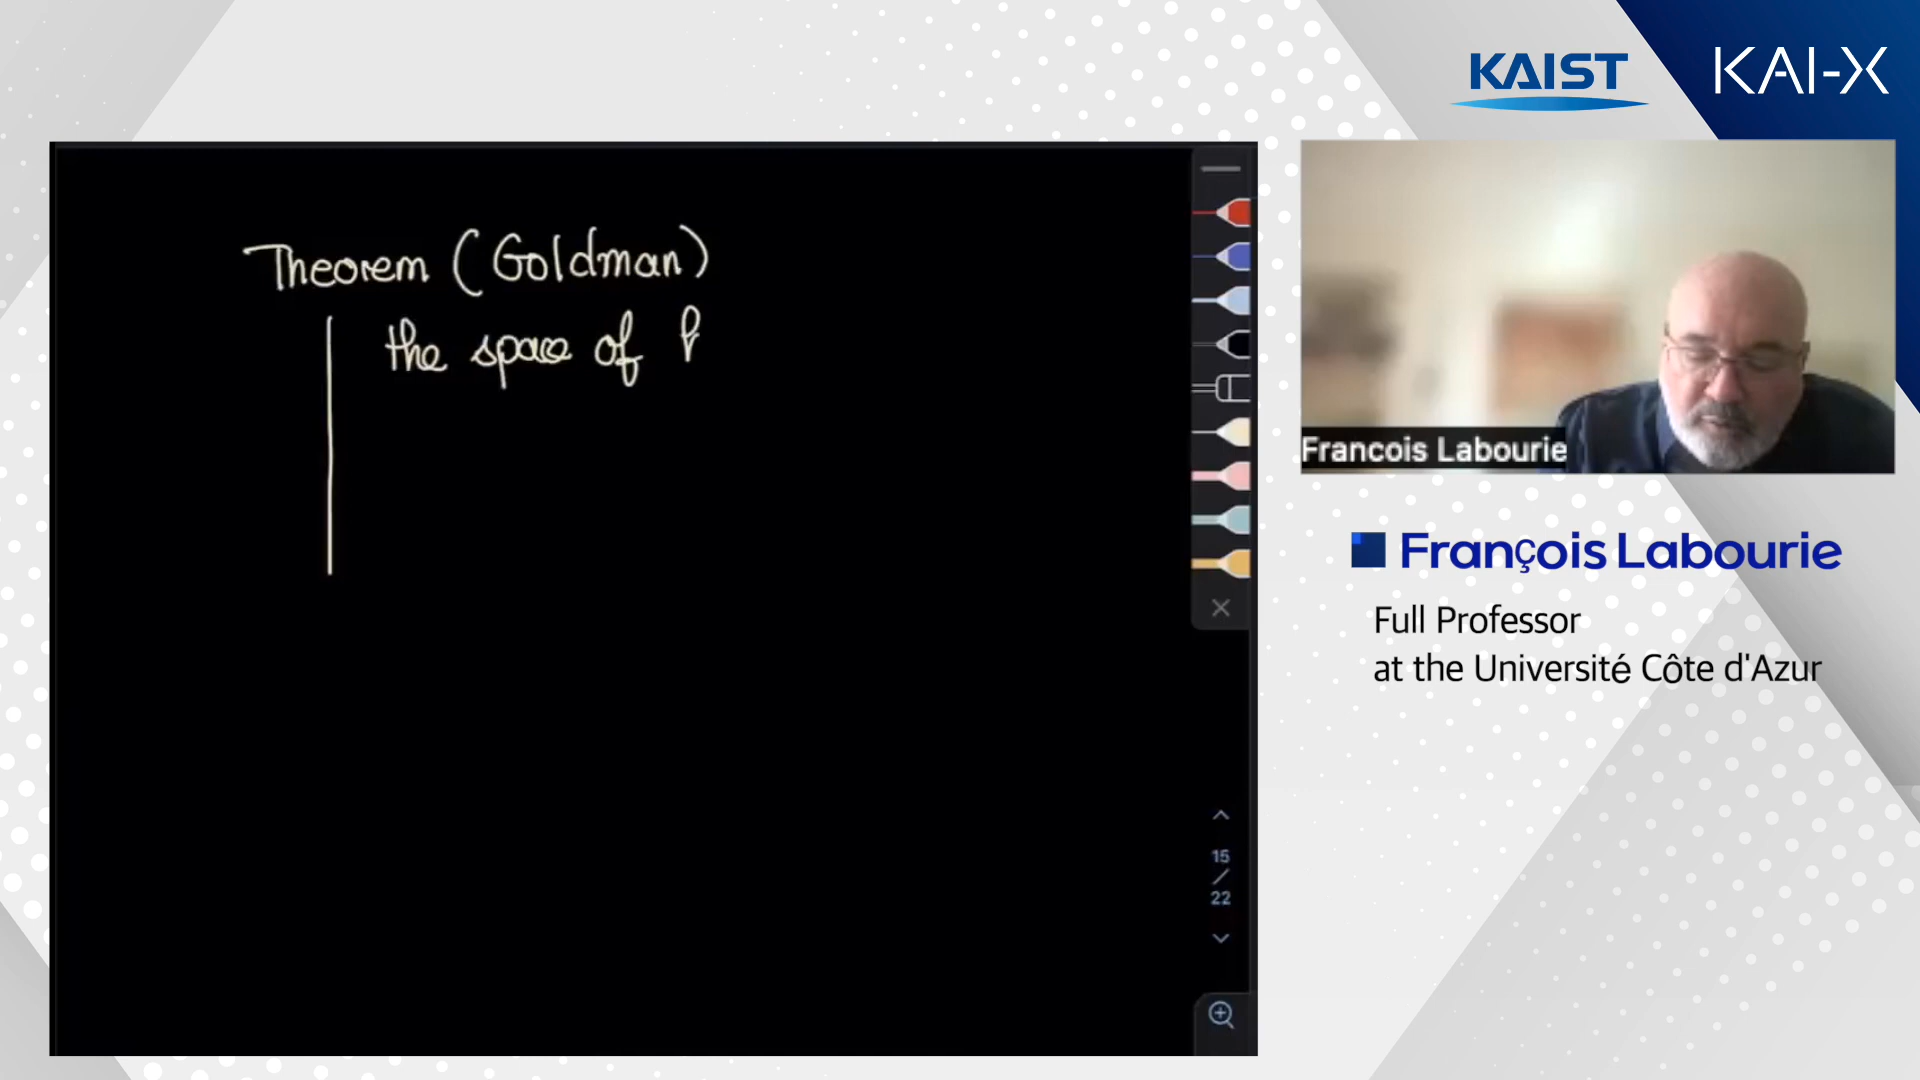 KAIST
KAI-X
Theorem (Goldman)
the space of
Francois Labourie
François Labourie
Full Professor
at the Université Côte d'Azur
15
/
22